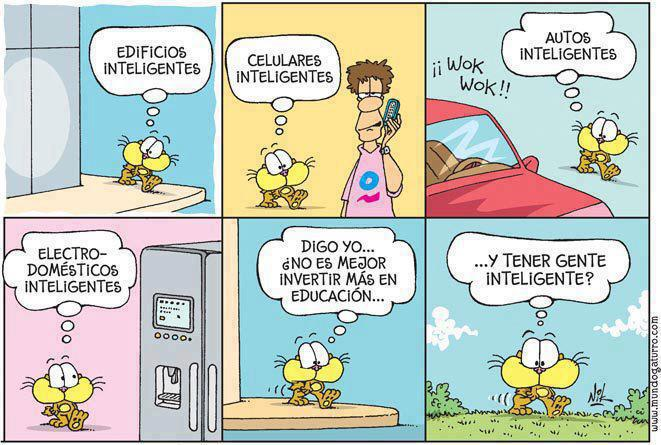 EDIFICIOS
INTELIGENTES
CELULARES
INTELIGENTES
¡¡WOK
WOK!!
AUTOS
INTELIGENTES
ELECTRO-
DOMÉSTICOS
INTELIGENTES
DIGO YO...
¿NO ES MEJOR
INVERTIR MÁS EN
EDUCACIÓN...
...Y TENER GENTE
INTELIGENTE?
NiK
www.mundogaturro.com